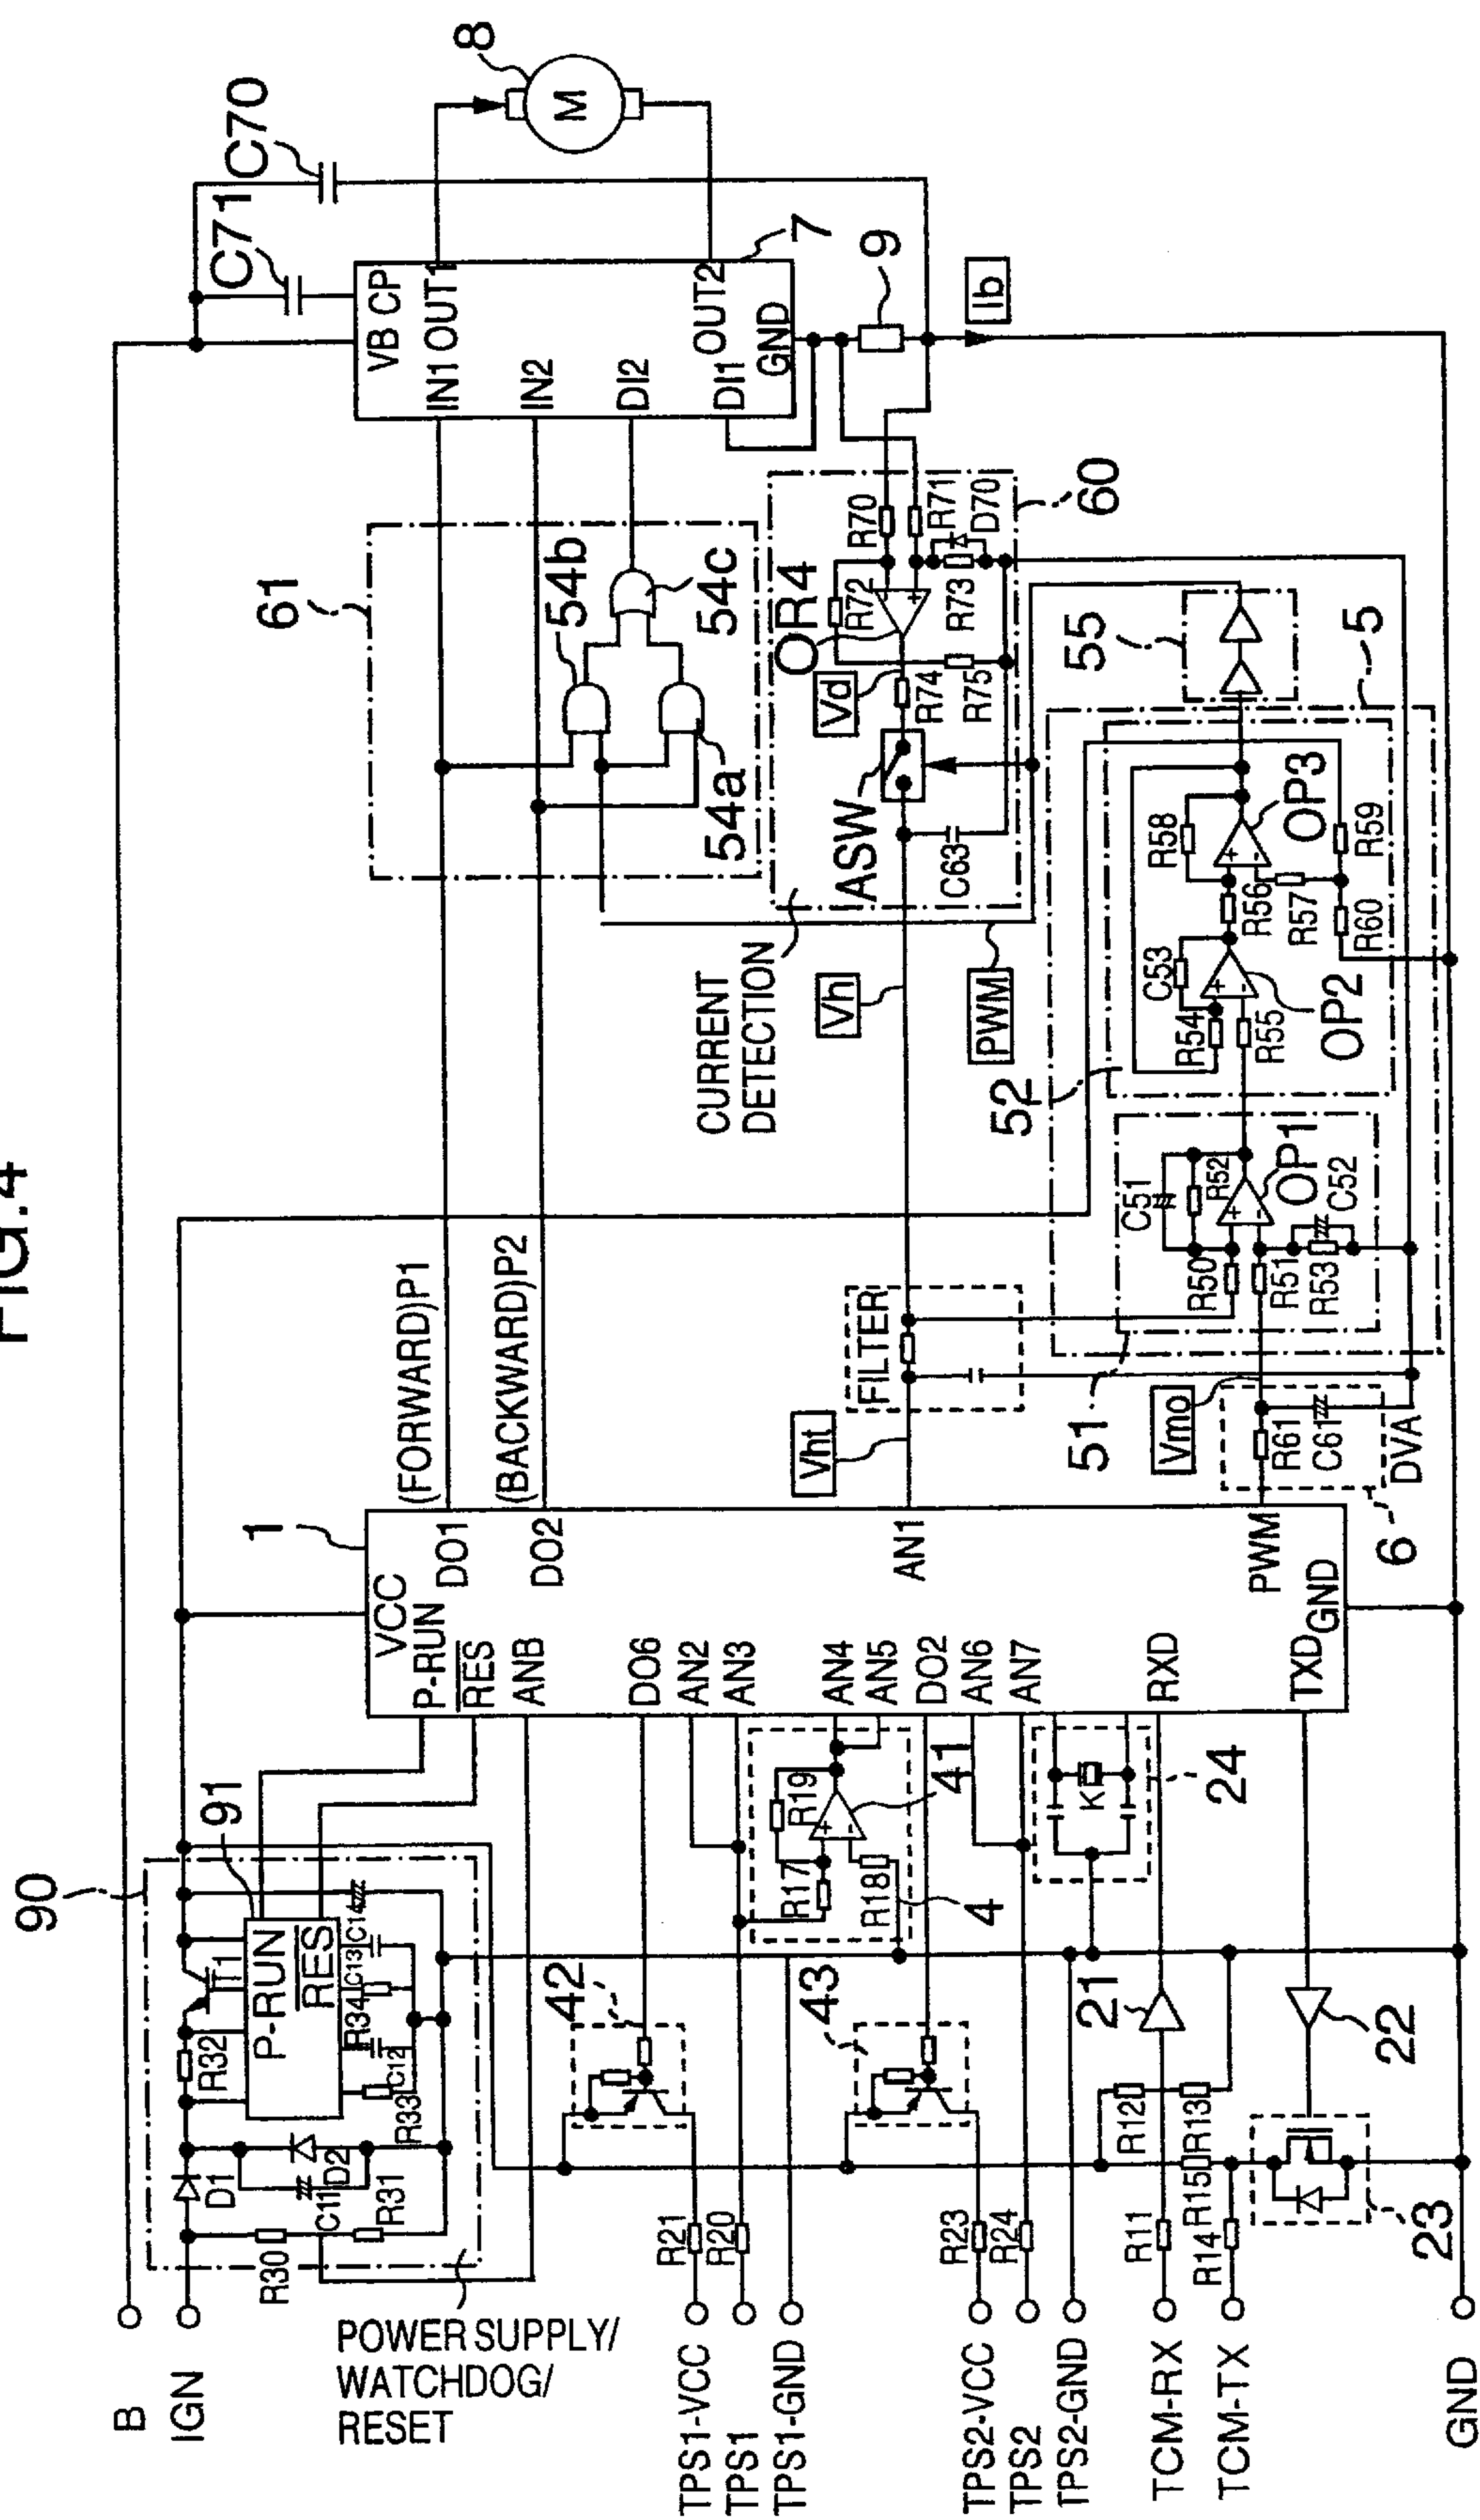 FIG.4
8
C70
C71
M
7
VB CP
IN1 OUT1
IN2
DI2
OUT2
DI1
GND
9
Ib
61
54b
54c
54a
60
R70
R71
D70
OR4
R72
R73
Vd
R74
R75
ASW
C63
CURRENT
DETECTION
Vh
PWM
55
5
52
R58
OP3
R59
R56
R57
R60
C53
R54
R55
OP2
C51
R52
OP1
C52
R50
R51
R53
51
(FORWARD)P1
(BACKWARD)P2
FILTER
Vht
Vmo
R61
C61
DVA
6
1
VCC
P-RUN
RES
ANB
DO1
DO2
DO6
AN2
AN3
AN1
AN4
AN5
DO2
AN6
AN7
RXD
PWM
TXD
GND
90
91
P-RUN
RES
T1
R32
C14
C13
R34
C12
R33
D1
D2
C11
R31
R30
POWER SUPPLY/
WATCHDOG/
RESET
R19
R17
R18
41
4
K
24
42
43
21
22
R12
R13
R15
R11
R14
23
R21
R20
R23
R24
B
IGN
TPS1-VCC
TPS1
TPS1-GND
TPS2-VCC
TPS2
TPS2-GND
TCM-RX
TCM-TX
GND